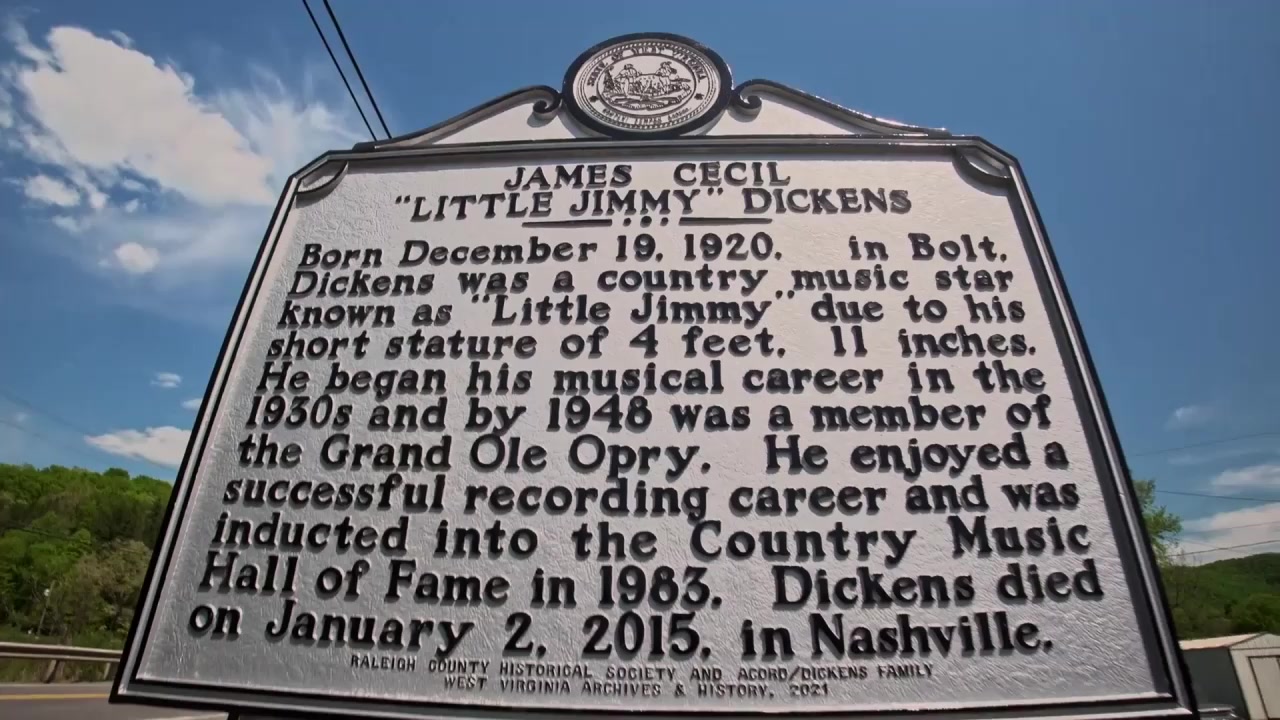 STATE OF WEST VIRGINIA
JAMES CECIL
"LITTLE JIMMY" DICKENS
Born December 19, 1920, in Bolt,
Dickens was a country music star
known as "Little Jimmy" due to his
short stature of 4 feet, 11 inches.
He began his musical career in the
1930s and by 1948 was a member of
the Grand Ole Opry. He enjoyed a
successful recording career and was
inducted into the Country Music
Hall of Fame in 1983. Dickens died
on January 2, 2015, in Nashville.
RALEIGH COUNTY HISTORICAL SOCIETY AND ACORD/DICKENS FAMILY
WEST VIRGINIA ARCHIVES & HISTORY, 2021